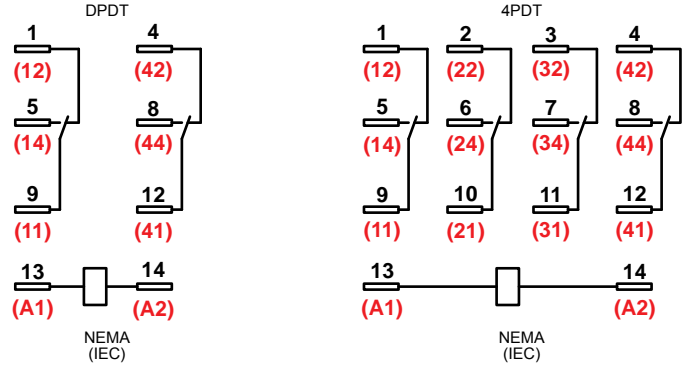 DPDT
1 4
(12) (42)
5 8
(14) (44)
9 12
(11) (41)
13 14
(A1) (A2)
NEMA
(IEC)
4PDT
1 2 3 4
(12) (22) (32) (42)
5 6 7 8
(14) (24) (34) (44)
9 10 11 12
(11) (21) (31) (41)
13 14
(A1) (A2)
NEMA
(IEC)